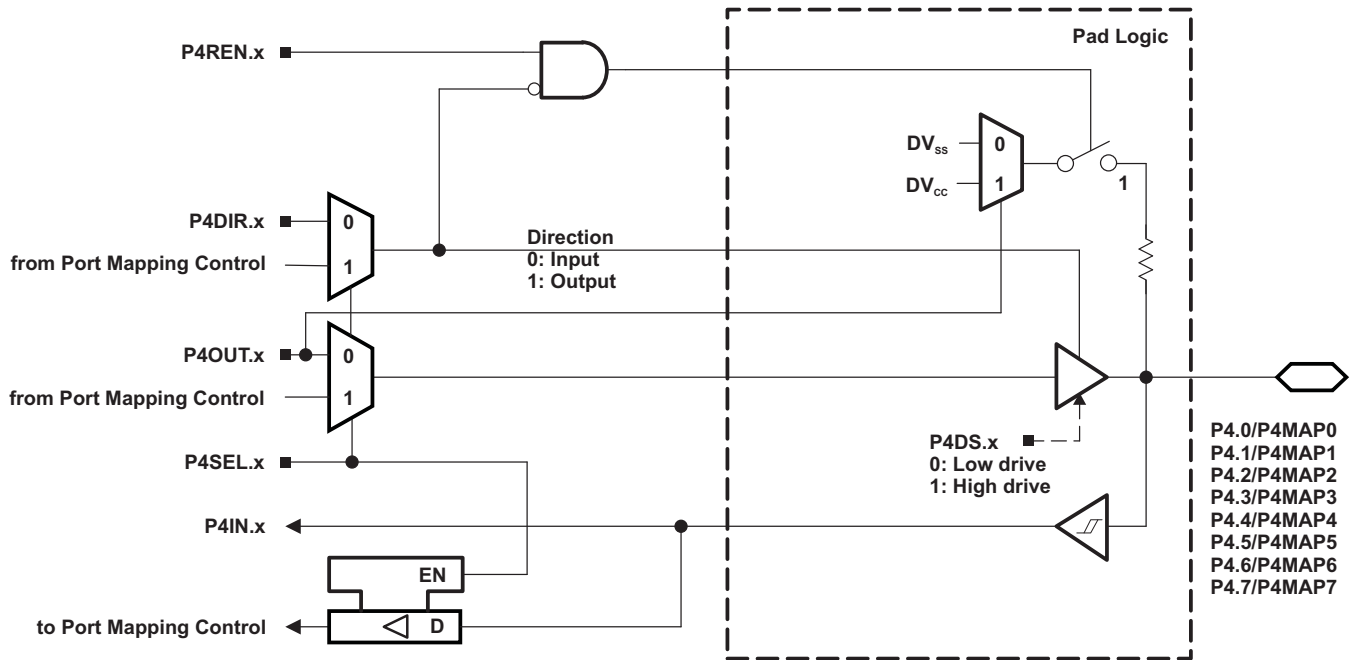 Pad Logic
P4REN.x
DVss
0
DVcc
1
1
P4DIR.x
0
from Port Mapping Control
1
Direction
0: Input
1: Output
P4OUT.x
0
from Port Mapping Control
1
P4DS.x
0: Low drive
1: High drive
P4SEL.x
P4IN.x
EN
D
to Port Mapping Control
P4.0/P4MAP0
P4.1/P4MAP1
P4.2/P4MAP2
P4.3/P4MAP3
P4.4/P4MAP4
P4.5/P4MAP5
P4.6/P4MAP6
P4.7/P4MAP7